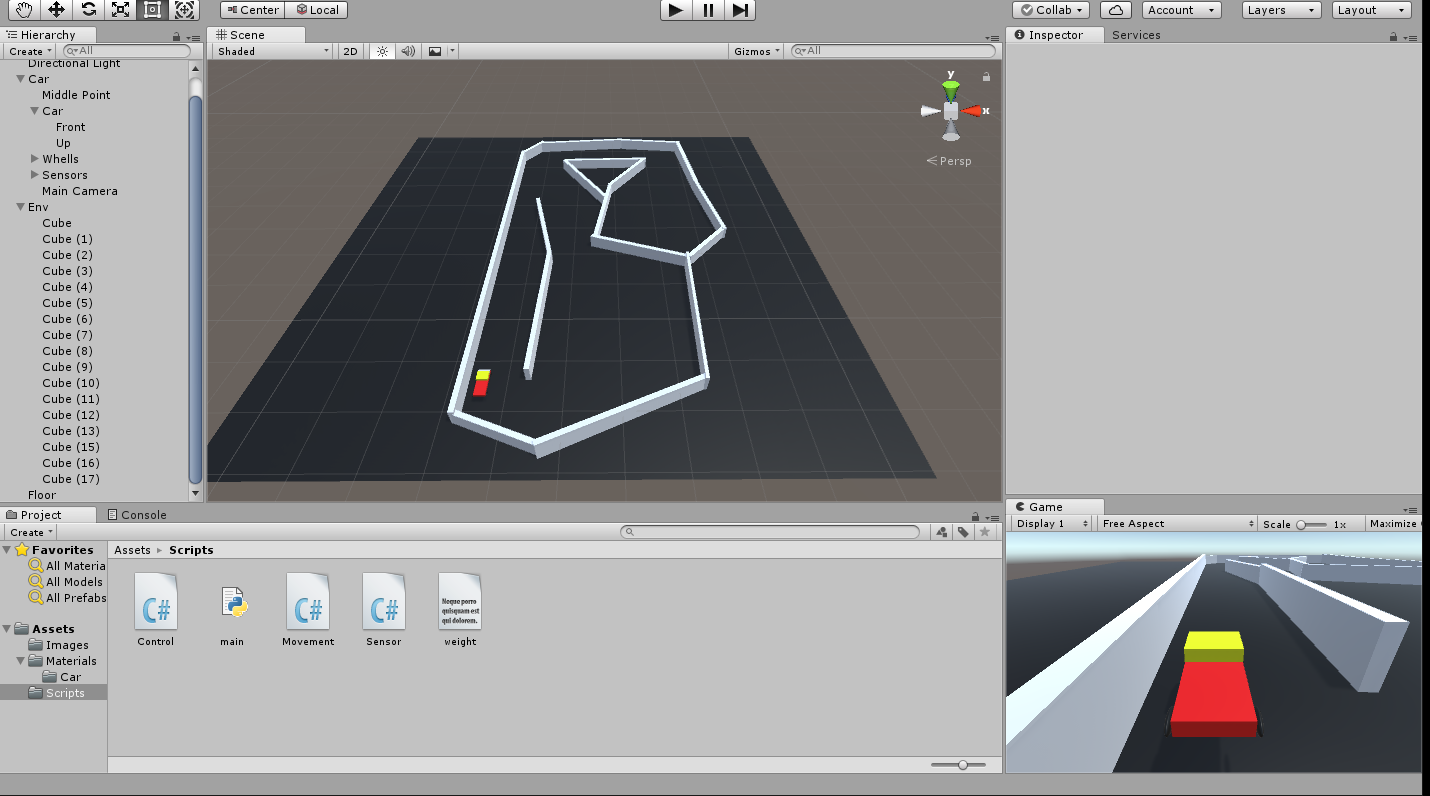 Center Local
Collab Account Layers Layout
Hierarchy
Create All
Directional Light
Car
Middle Point
Car
Front
Up
Whells
Sensors
Main Camera
Env
Cube
Cube (1)
Cube (2)
Cube (3)
Cube (4)
Cube (5)
Cube (6)
Cube (7)
Cube (8)
Cube (9)
Cube (10)
Cube (11)
Cube (12)
Cube (13)
Cube (15)
Cube (16)
Cube (17)
Floor
Scene
Shaded 2D Gizmos All
y
x
Persp
Inspector Services
Project Console
Create
Favorites
All Materia
All Models
All Prefabs
Assets
Images
Materials
Car
Scripts
Assets Scripts
C# C# C# Neque porro
quisquam est
qui dolorem.
Control main Movement Sensor weight
Game
Display 1 Free Aspect Scale 1x Maximize